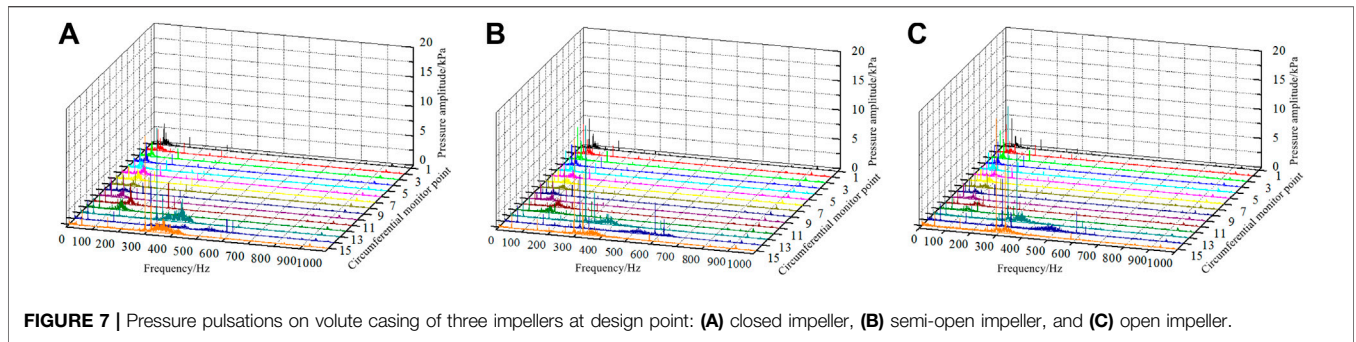 A
B
C
20
15
10
5
0
Pressure amplitude/kPa
1
3
5
7
9
11
13
15
Circumferential monitor point
0 100 200 300 400 500 600 700 800 900 1000
Frequency/Hz
20
15
10
5
0
Pressure amplitude/kPa
1
3
5
7
9
11
13
15
Circumferential monitor point
0 100 200 300 400 500 600 700 800 900 1000
Frequency/Hz
20
15
10
5
0
Pressure amplitude/kPa
1
3
5
7
9
11
13
15
Circumferential monitor point
0 100 200 300 400 500 600 700 800 900 1000
Frequency/Hz
FIGURE 7 | Pressure pulsations on volute casing of three impellers at design point: (A) closed impeller, (B) semi-open impeller, and (C) open impeller.